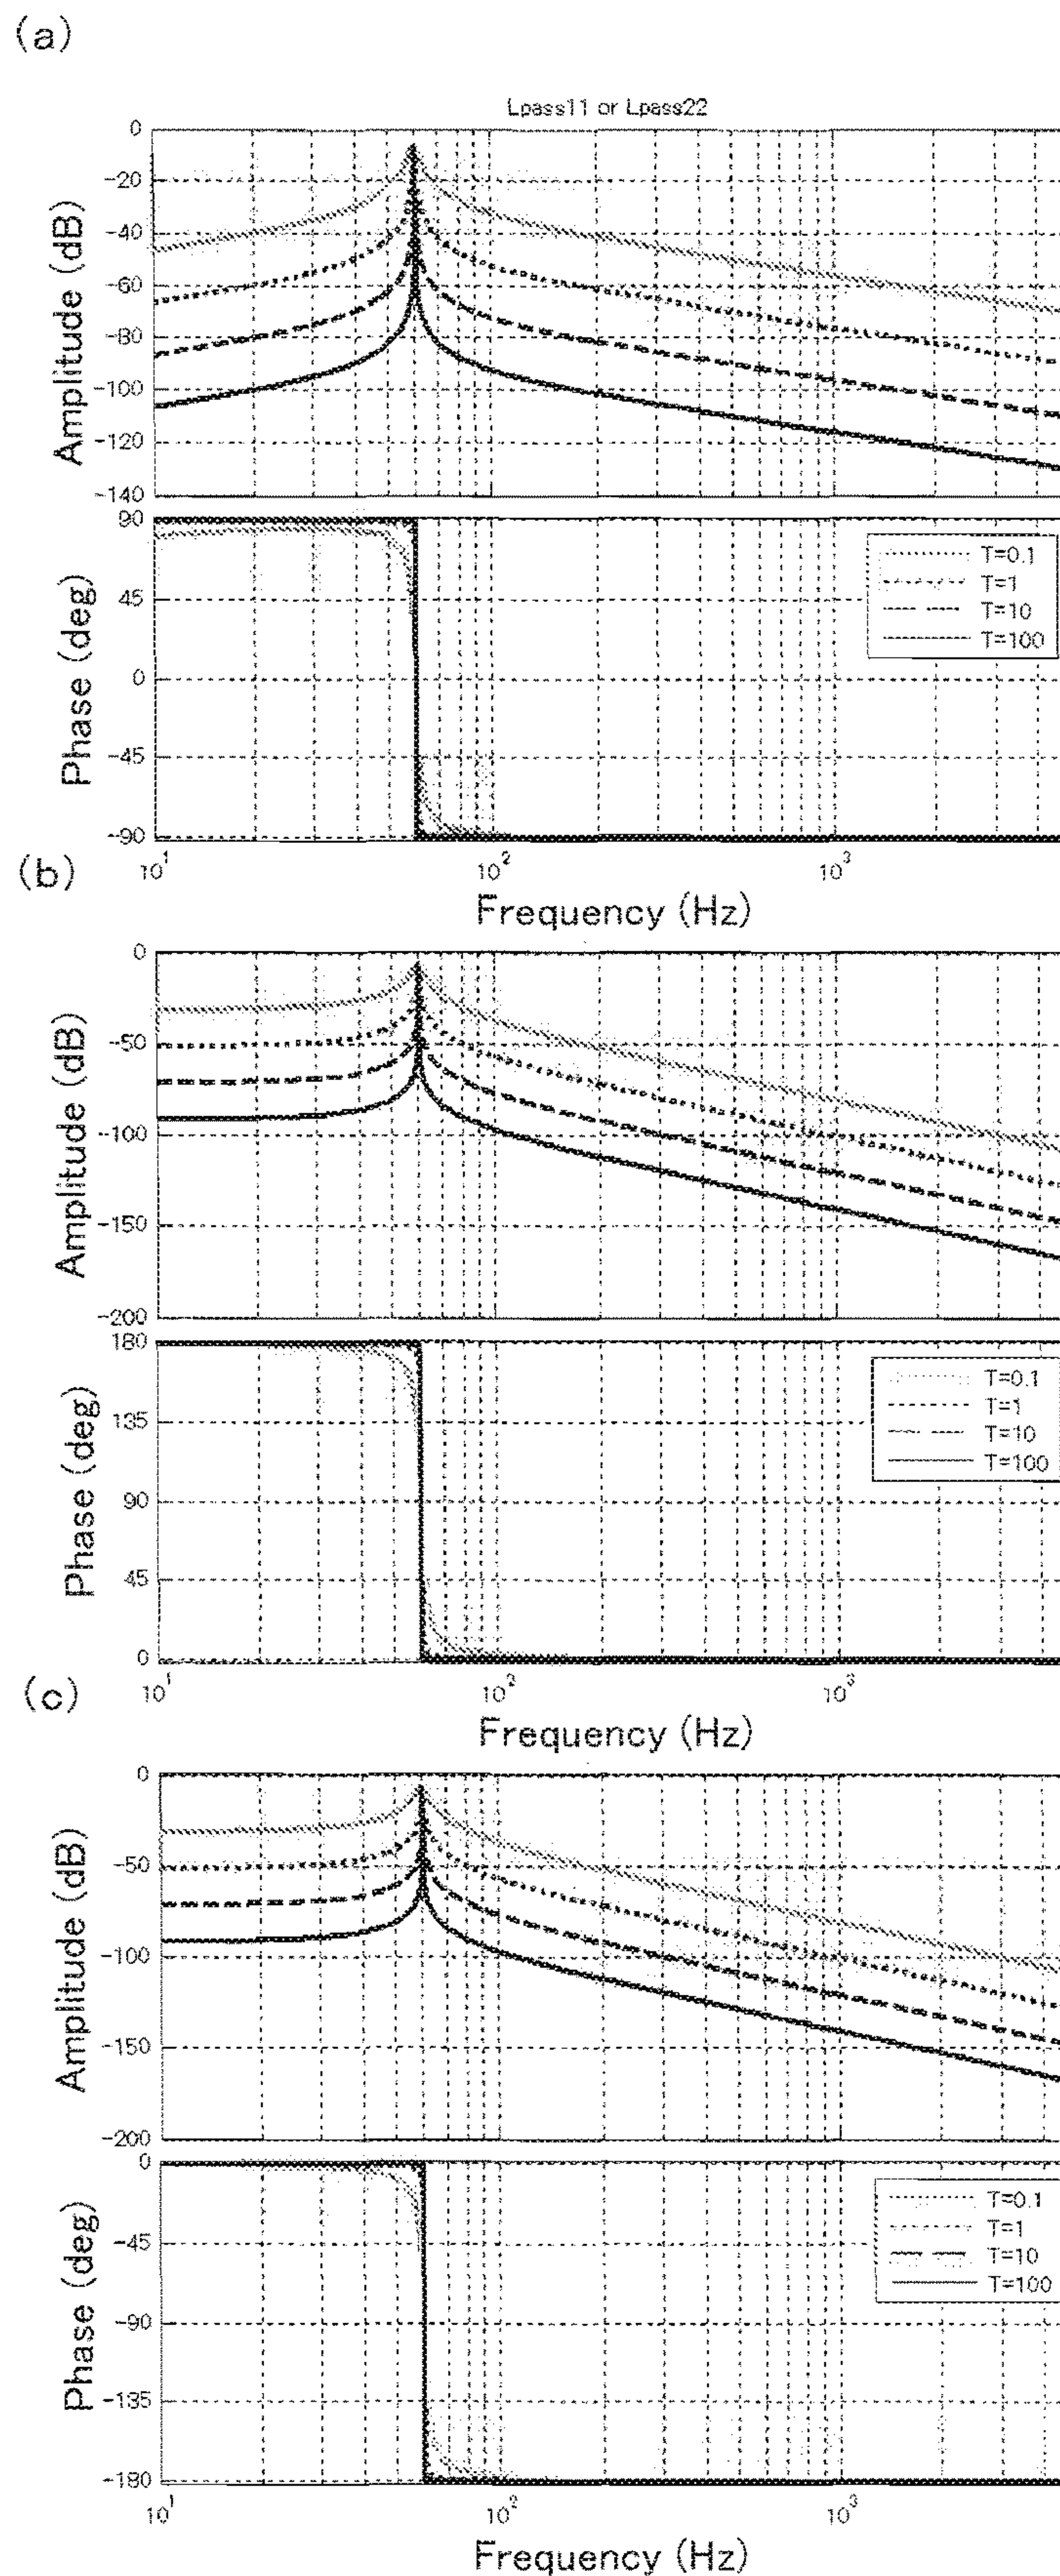 (a)
Lpass11 or Lpass22
0
-20
-40
-60
-80
-100
-120
-140
Amplitude (dB)
90
45
0
-45
-90
Phase (deg)
T=0.1
T=1
T=10
T=100
10¹
10²
10³
Frequency (Hz)
(b)
0
-50
-100
-150
-200
Amplitude (dB)
180
135
90
45
0
Phase (deg)
T=0.1
T=1
T=10
T=100
10¹
10²
10³
Frequency (Hz)
(c)
0
-50
-100
-150
-200
Amplitude (dB)
0
-45
-90
-135
-180
Phase (deg)
T=0.1
T=1
T=10
T=100
10¹
10²
10³
Frequency (Hz)